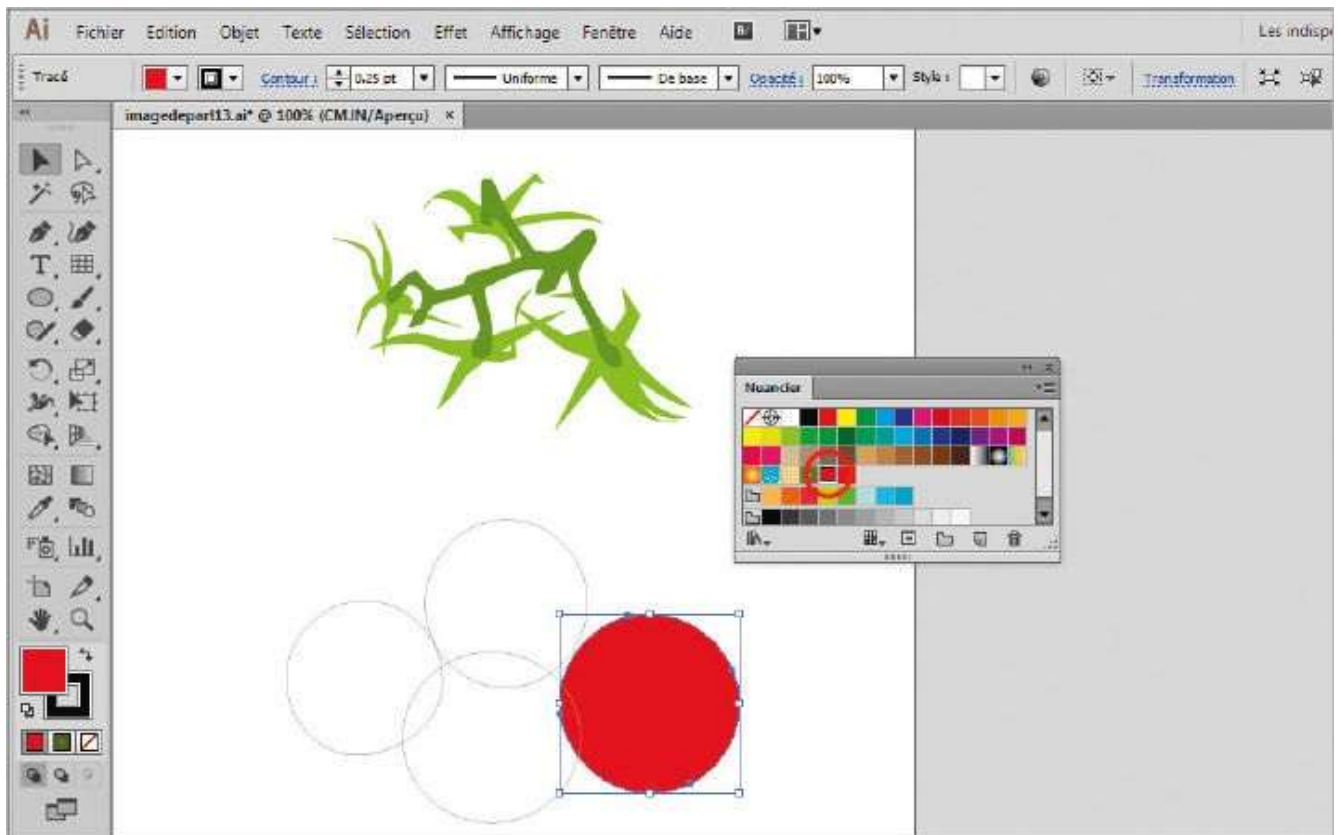 Ai Fichier Edition Objet Texte Sélection Effet Affichage Fenêtre Aide Br Les indisp
Tracé Contour : 0,25 pt Uniforme De base Opacité : 100% Style : Transformation
imagedepart13.ai* @ 100% (CMJN/Aperçu) ×
Nuancier